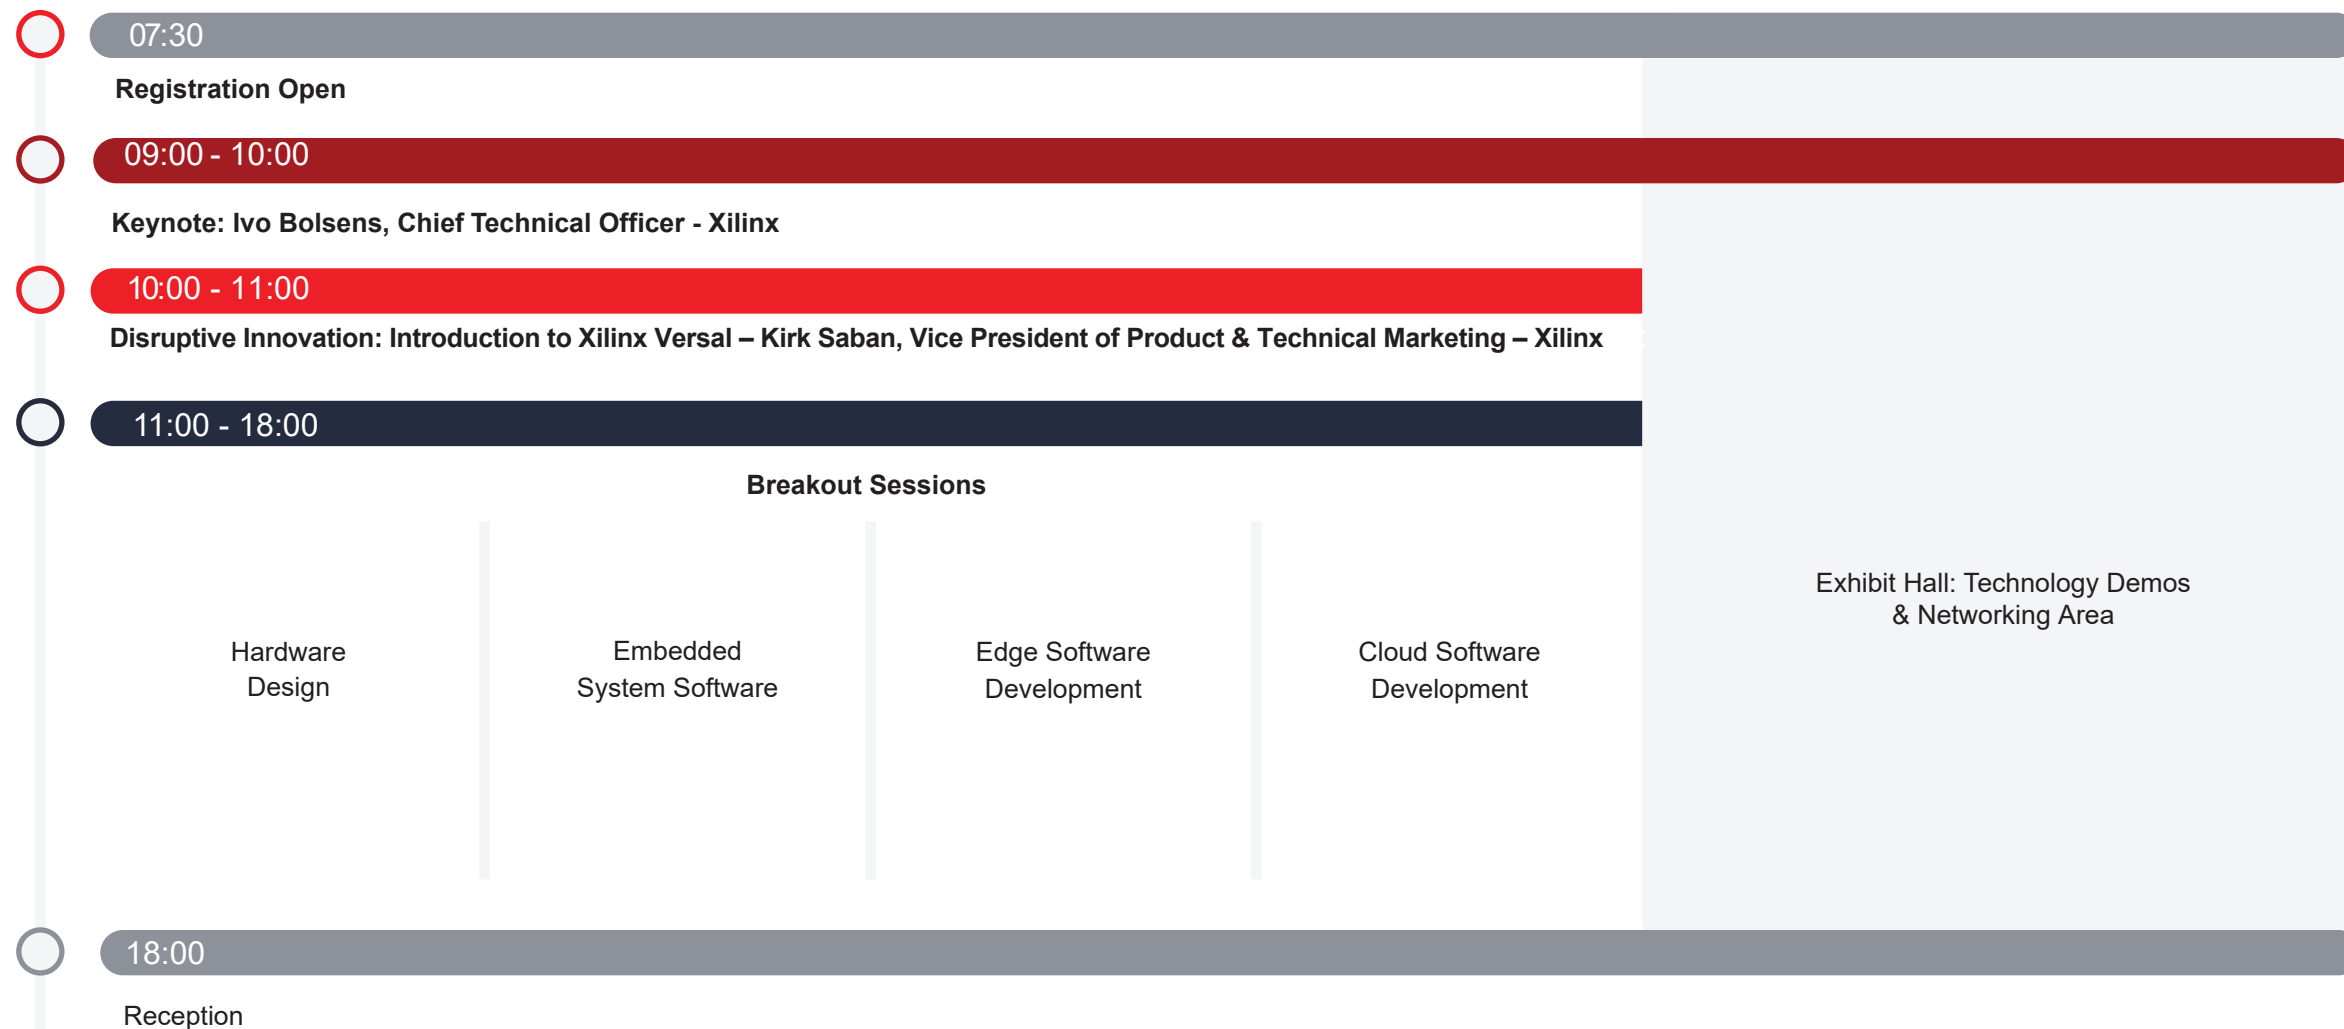 07:30
Registration Open
09:00 - 10:00
Keynote: Ivo Bolsens, Chief Technical Officer - Xilinx
10:00 - 11:00
Disruptive Innovation: Introduction to Xilinx Versal – Kirk Saban, Vice President of Product & Technical Marketing – Xilinx
11:00 - 18:00
Breakout Sessions
Hardware
Design
Embedded
System Software
Edge Software
Development
Cloud Software
Development
Exhibit Hall: Technology Demos
& Networking Area
18:00
Reception